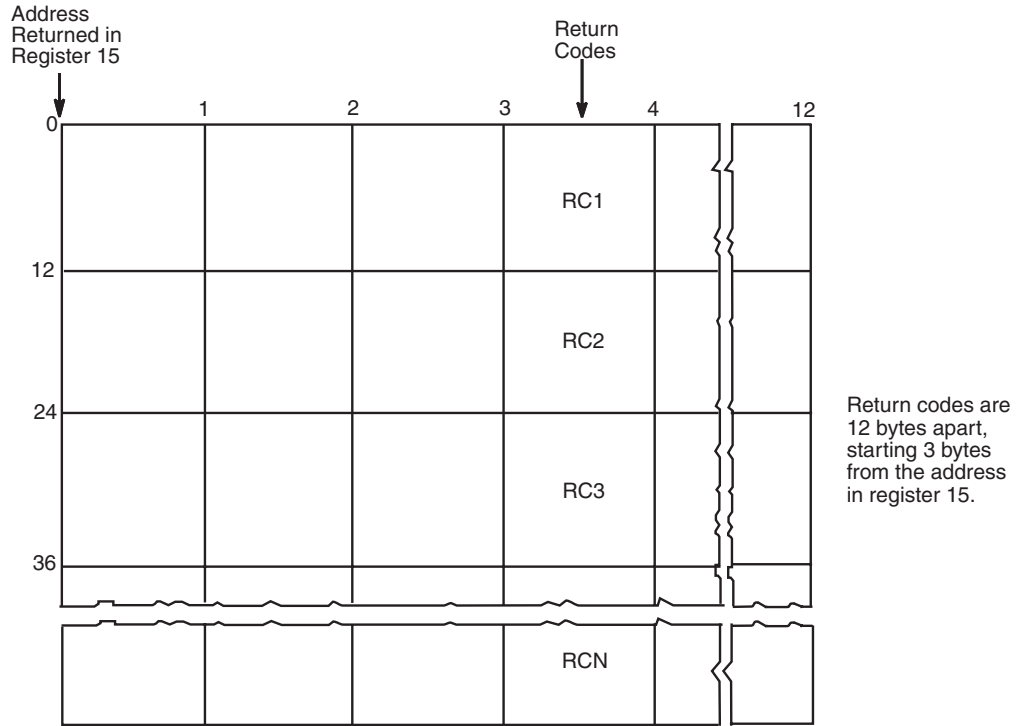 Address
Returned in
Register 15
Return
Codes
0
1
2
3
4
12
RC1
12
RC2
24
Return codes are
12 bytes apart,
starting 3 bytes
from the address
in register 15.
RC3
36
RCN